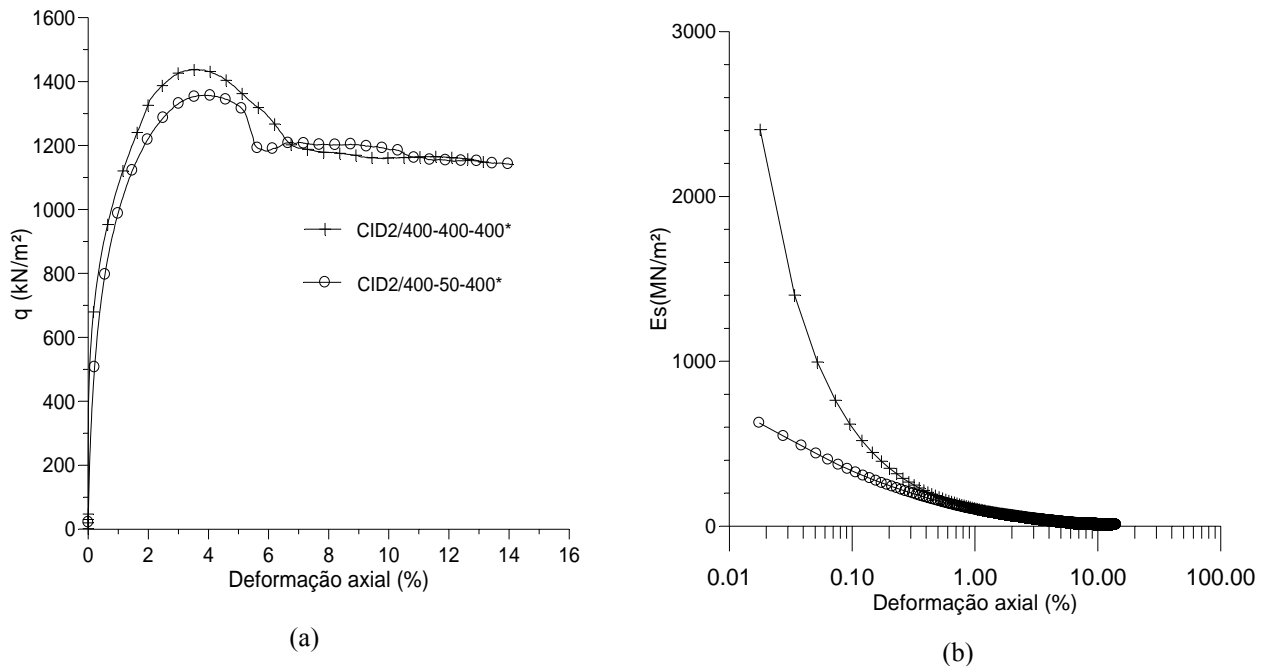 1600
1400
1200
1000
800
600
400
200
0
q (kN/m²)
0 2 4 6 8 10 12 14 16
Deformação axial (%)
CID2/400-400-400*
CID2/400-50-400*
(a)
3000
2000
1000
0
Es(MN/m²)
0.01 0.10 1.00 10.00 100.00
Deformação axial (%)
(b)